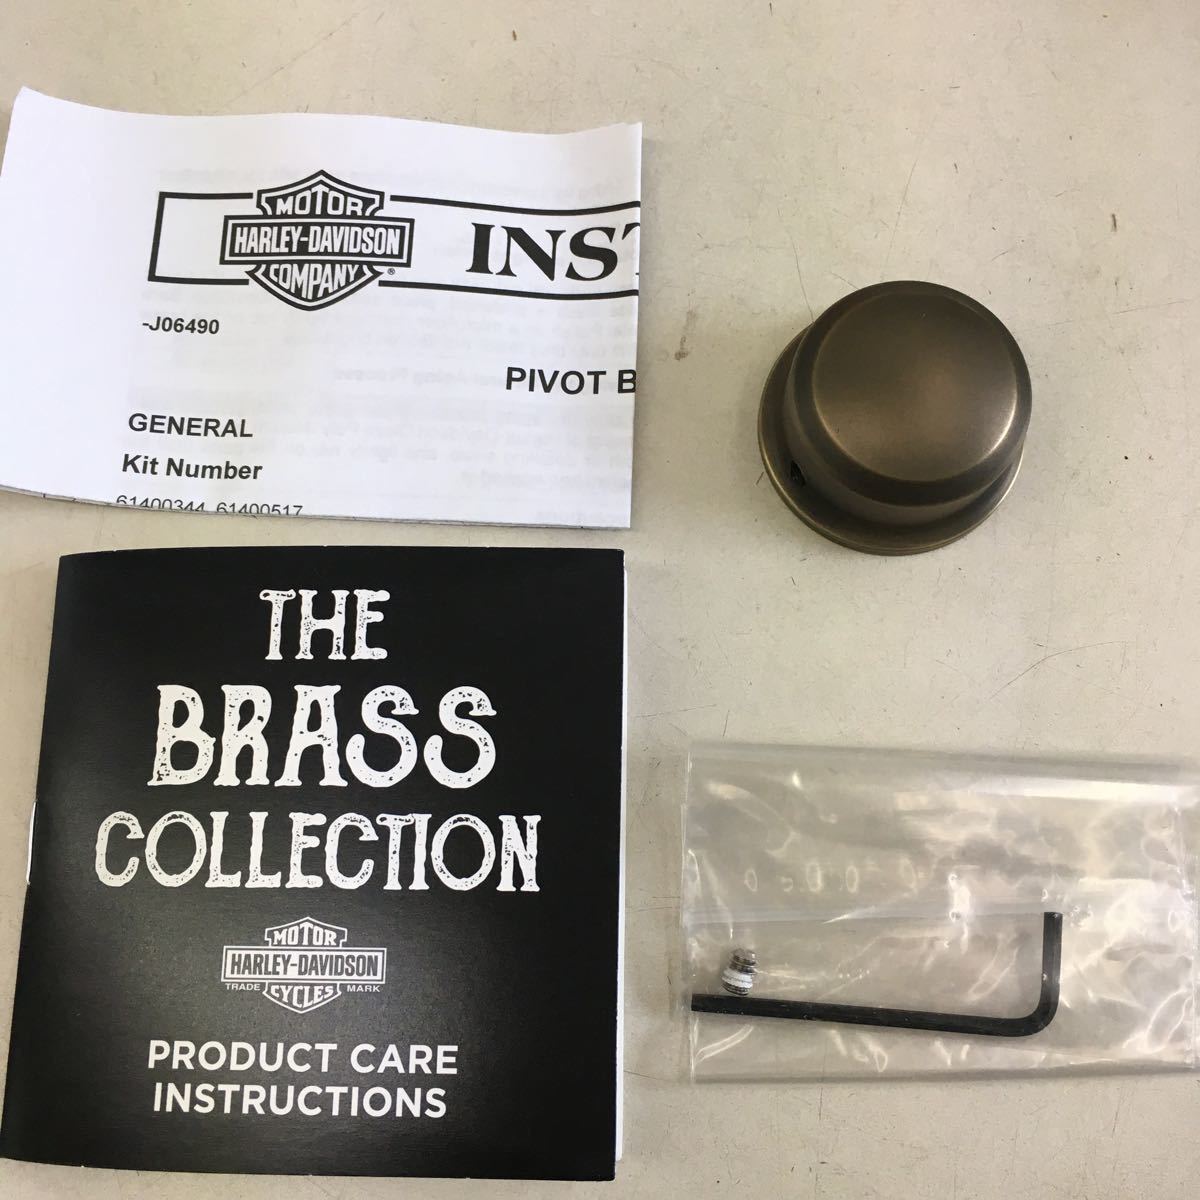 MOTOR
HARLEY-DAVIDSON
COMPANY
®
INST
-J06490
PIVOT B
GENERAL
Kit Number
61400344, 61400517
THE
BRASS
COLLECTION
MOTOR
HARLEY-DAVIDSON
TRADE MARK
CYCLES
PRODUCT CARE
INSTRUCTIONS